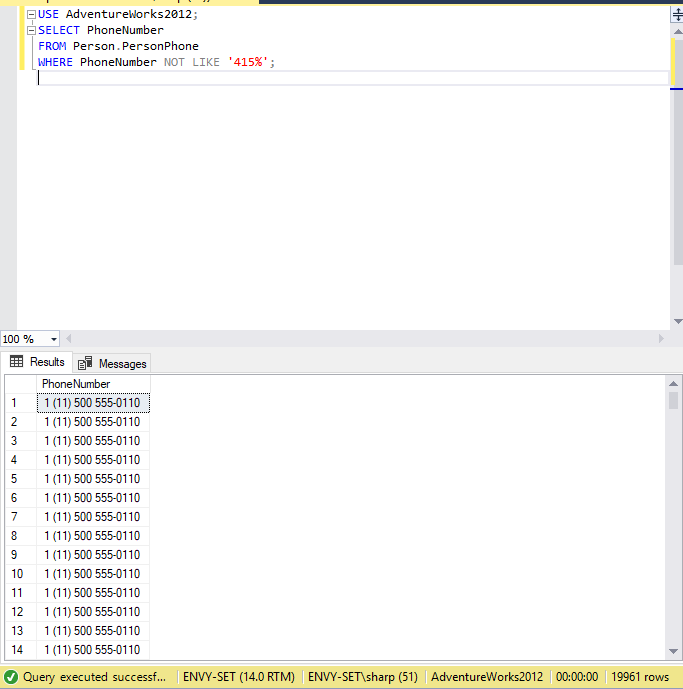 USE AdventureWorks2012;
SELECT PhoneNumber
FROM Person.PersonPhone
WHERE PhoneNumber NOT LIKE '415%';
100 %
Results Messages
PhoneNumber
1 1 (11) 500 555-0110
2 1 (11) 500 555-0110
3 1 (11) 500 555-0110
4 1 (11) 500 555-0110
5 1 (11) 500 555-0110
6 1 (11) 500 555-0110
7 1 (11) 500 555-0110
8 1 (11) 500 555-0110
9 1 (11) 500 555-0110
10 1 (11) 500 555-0110
11 1 (11) 500 555-0110
12 1 (11) 500 555-0110
13 1 (11) 500 555-0110
14 1 (11) 500 555-0110
Query executed successf... ENVY-SET (14.0 RTM) ENVY-SET\sharp (51) AdventureWorks2012 00:00:00 19961 rows